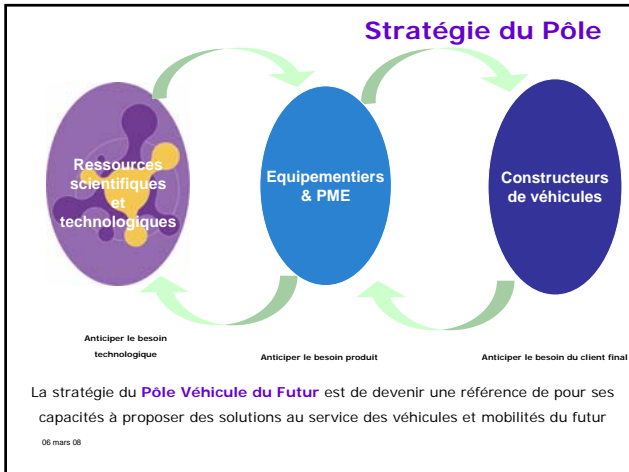 Stratégie du Pôle
Ressources
scientifiques
et
technologiques
Equipementiers
& PME
Constructeurs
de véhicules
Anticiper le besoin
technologique
Anticiper le besoin produit
Anticiper le besoin du client final
La stratégie du Pôle Véhicule du Futur est de devenir une référence de pour ses
capacités à proposer des solutions au service des véhicules et mobilités du futur
06 mars 08